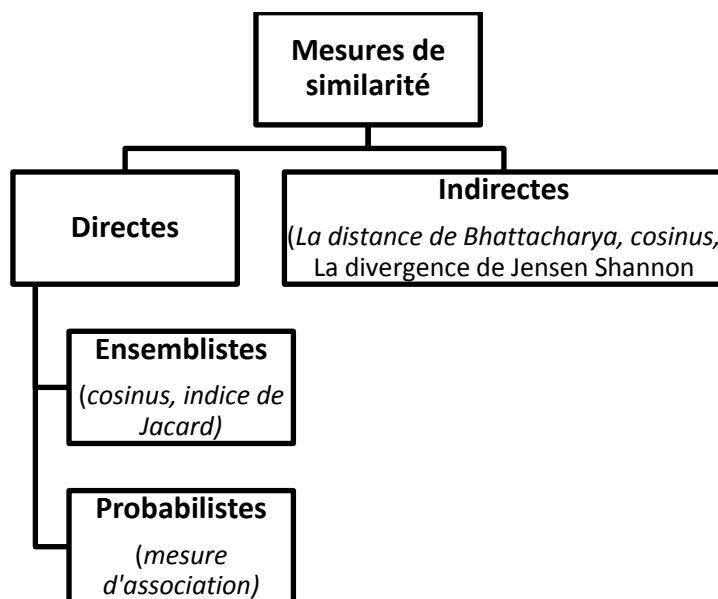 Mesures de
similarité
Directes
Indirectes
(La distance de Bhattacharya, cosinus,
La divergence de Jensen Shannon
Ensemblistes
(cosinus, indice de
Jacard)
Probabilistes
(mesure
d'association)